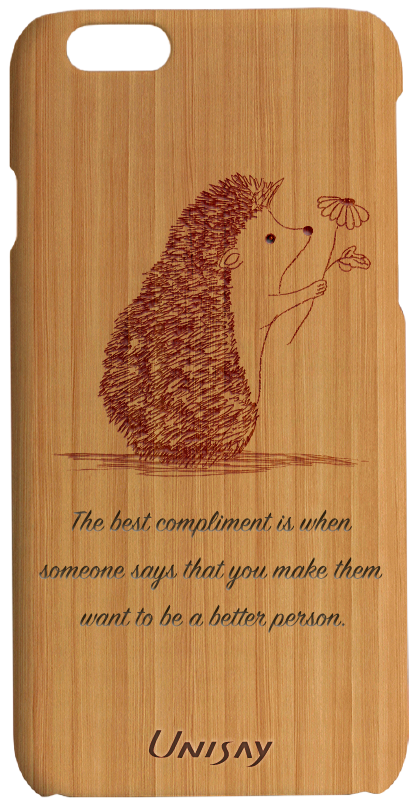 The best compliment is when
someone says that you make them
want to be a better person.
UNISAY